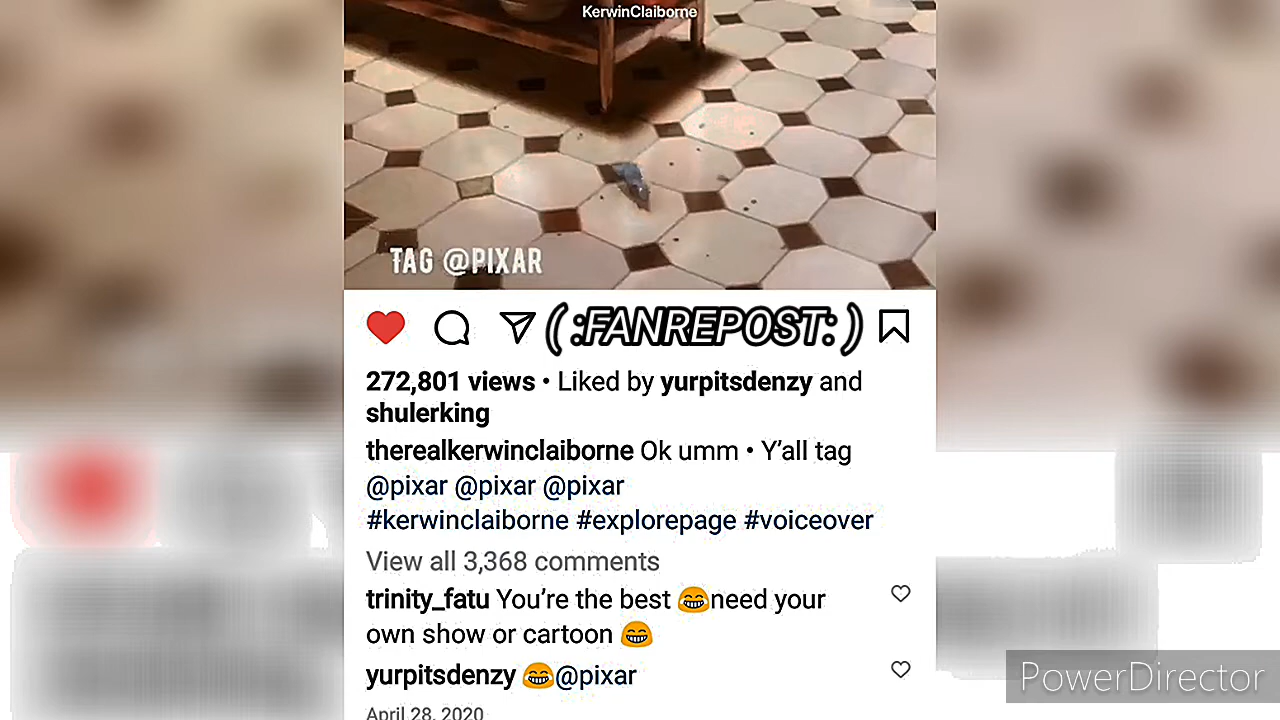 KerwinClaiborne
TAG @PIXAR
( :FANREPOST: )
272,801 views • Liked by yurpitsdenzy and
shulerking
therealkerwinclaiborne Ok umm • Y’all tag
@pixar @pixar @pixar
#kerwinclaiborne #explorepage #voiceover
View all 3,368 comments
trinity_fatu You’re the best 😂need your
own show or cartoon 😂
yurpitsdenzy 😂@pixar
April 28, 2020
PowerDirector